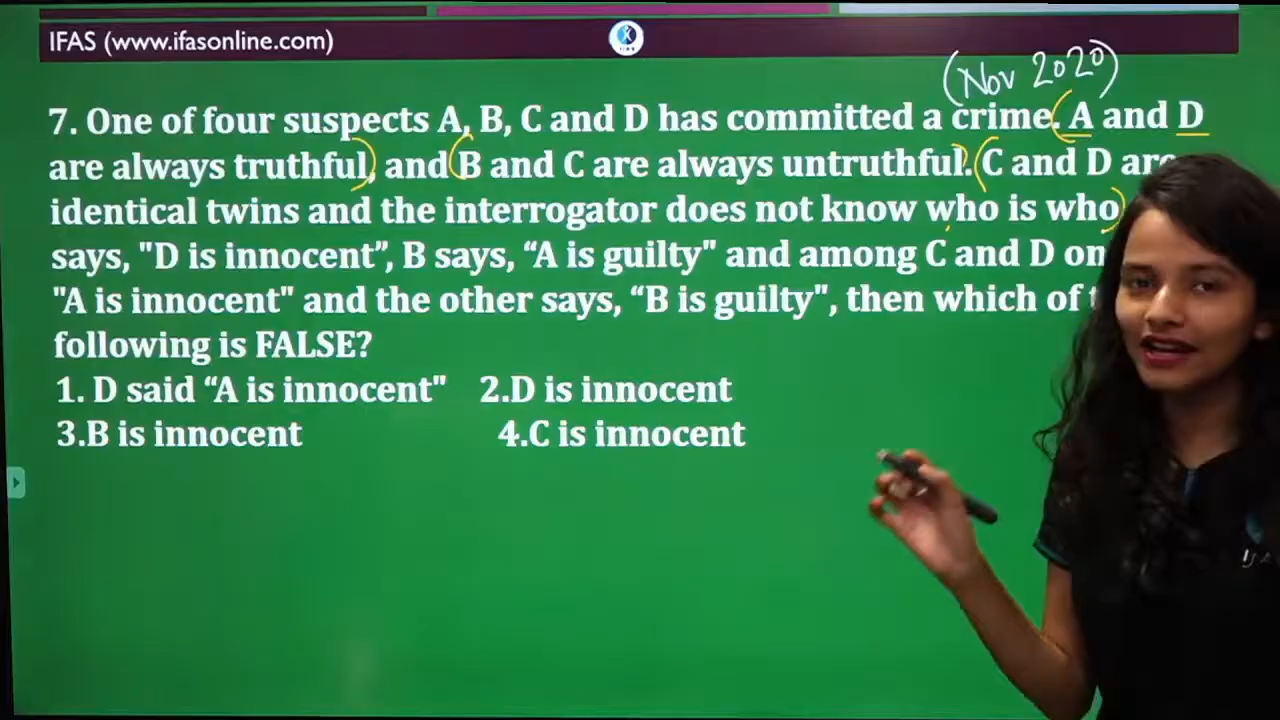 IFAS (www.ifasonline.com)
(Nov 2020)
7. One of four suspects A, B, C and D has committed a crime. A and D
are always truthful, and B and C are always untruthful. C and D are
identical twins and the interrogator does not know who is who
says, "D is innocent”, B says, “A is guilty" and among C and D on
"A is innocent" and the other says, “B is guilty", then which of
following is FALSE?
1. D said “A is innocent" 2.D is innocent
3.B is innocent 4.C is innocent